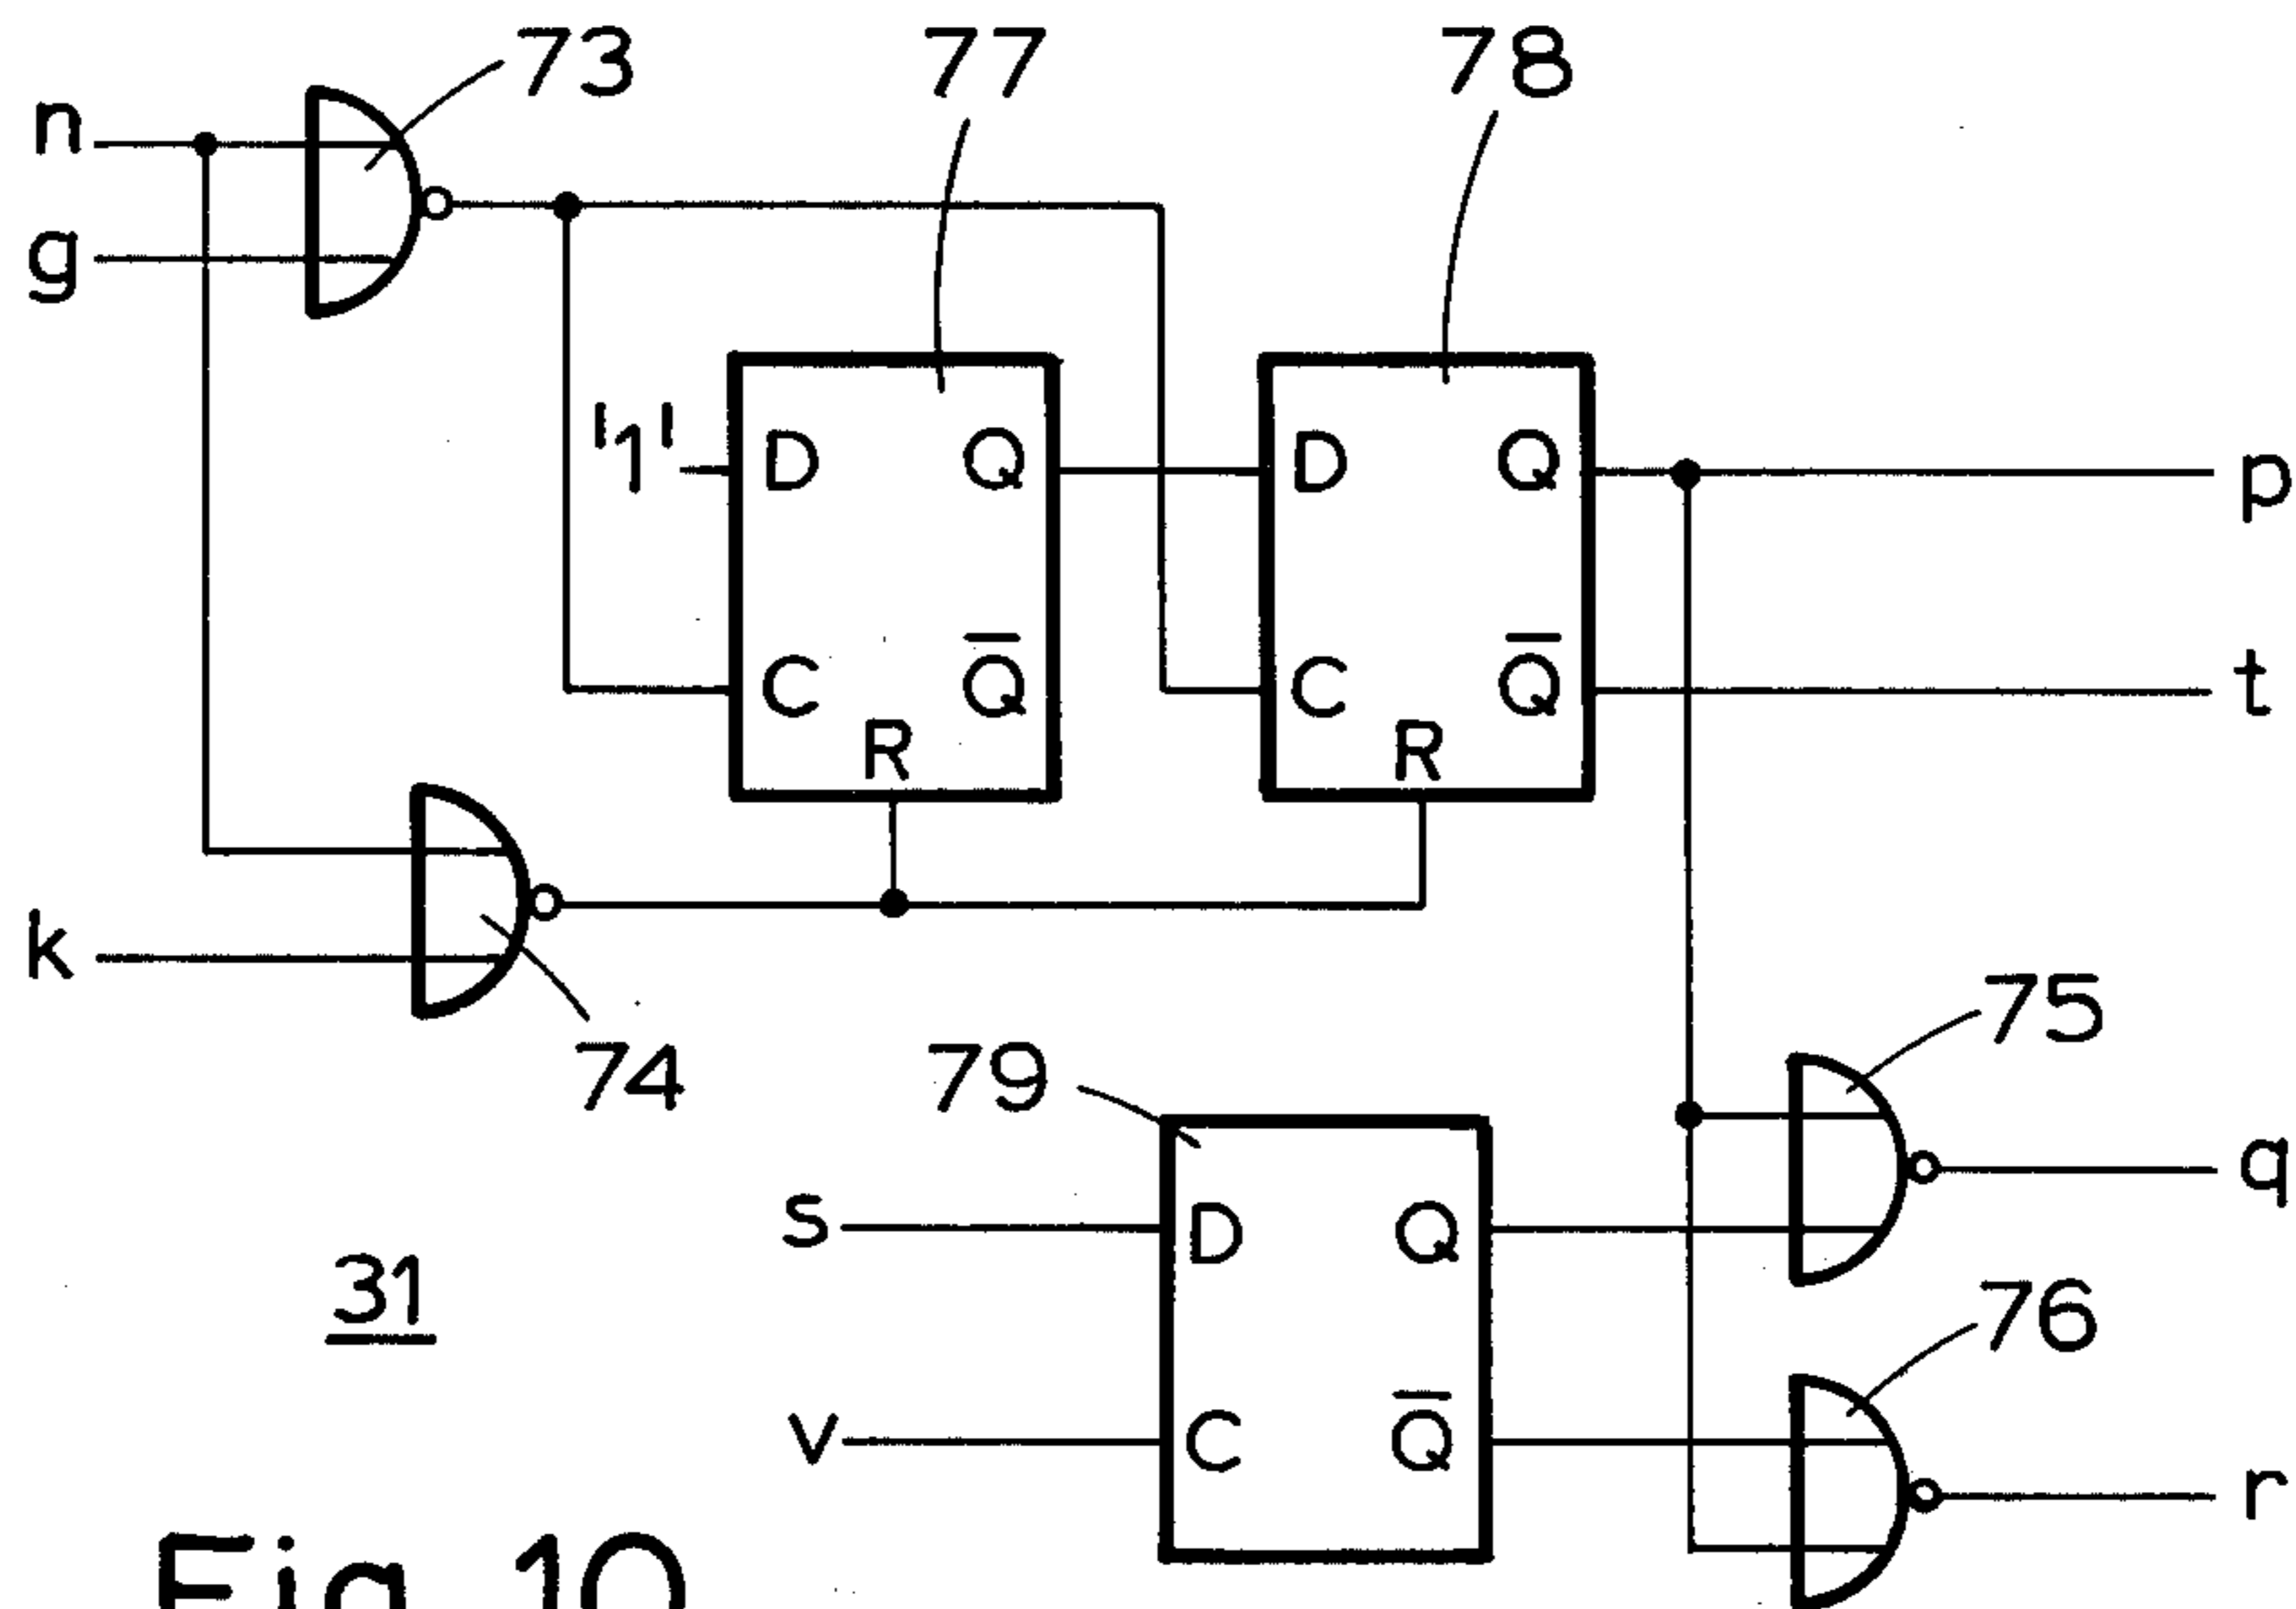 73 77 78
n
g
'1' D Q D Q p
C Q̅ C Q̅ t
R R
k
74 79 75
s D Q q
31 76
v C Q̅ r
Fig 10